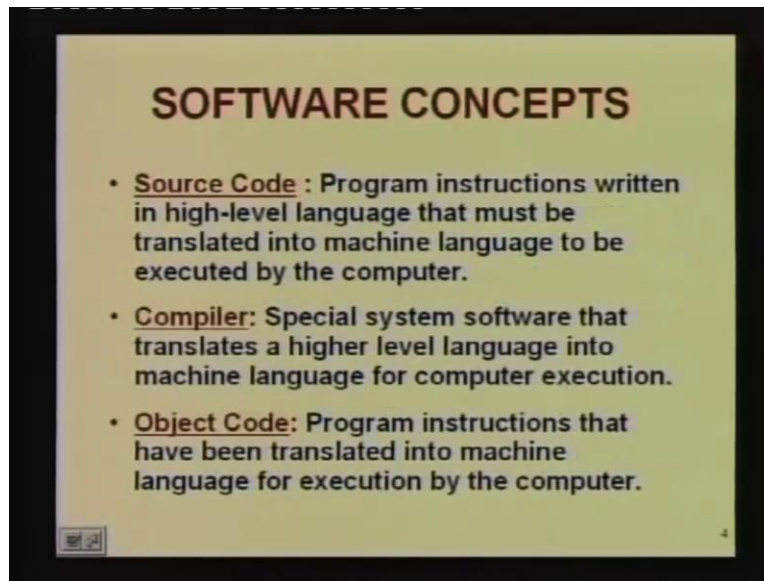 SOFTWARE CONCEPTS
• Source Code : Program instructions written
in high-level language that must be
translated into machine language to be
executed by the computer.
• Compiler: Special system software that
translates a higher level language into
machine language for computer execution.
• Object Code: Program instructions that
have been translated into machine
language for execution by the computer.
4